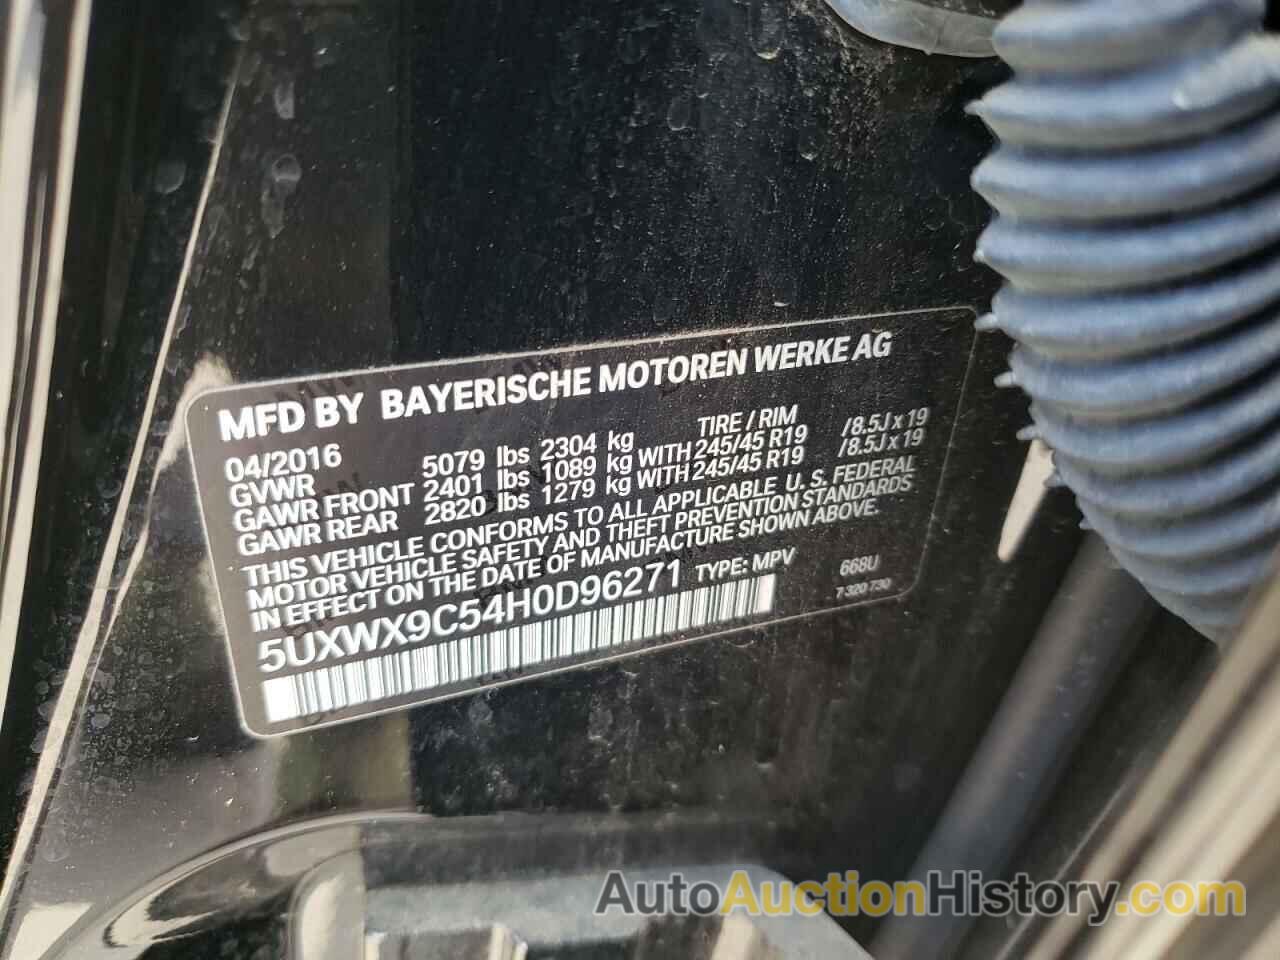 MFD BY BAYERISCHE MOTOREN WERKE AG
04/2016 TIRE / RIM
GVWR 5079 lbs 2304 kg
GAWR FRONT 2401 lbs 1089 kg WITH 245/45 R19 /8.5J x 19
GAWR REAR 2820 lbs 1279 kg WITH 245/45 R19 /8.5J x 19
THIS VEHICLE CONFORMS TO ALL APPLICABLE U. S. FEDERAL
MOTOR VEHICLE SAFETY AND THEFT PREVENTION STANDARDS
IN EFFECT ON THE DATE OF MANUFACTURE SHOWN ABOVE.
5UXWX9C54H0D96271 TYPE: MPV 668U
7 320 730
AutoAuctionHistory.com